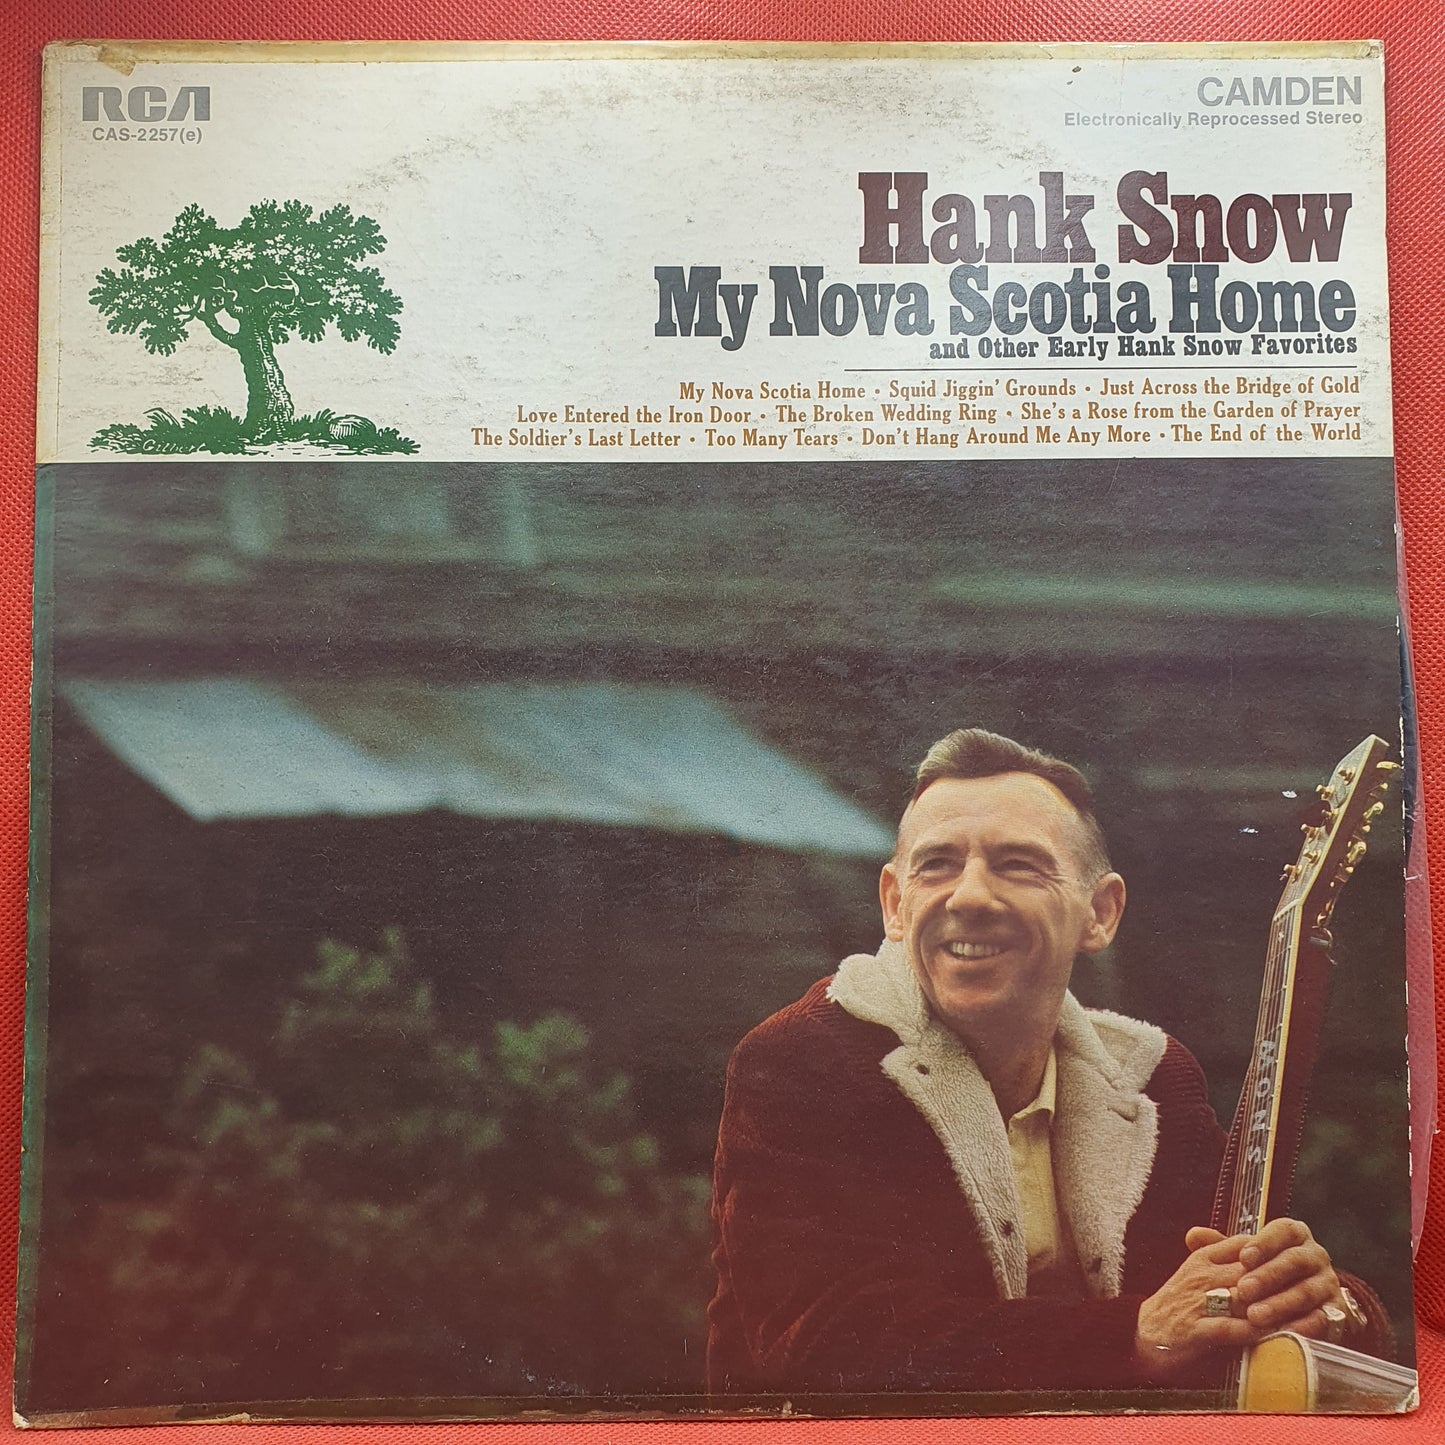 RCA
CAS-2257(e)
CAMDEN
Electronically Reprocessed Stereo
Hank Snow
My Nova Scotia Home
and Other Early Hank Snow Favorites
My Nova Scotia Home • Squid Jiggin' Grounds • Just Across the Bridge of Gold
Love Entered the Iron Door • The Broken Wedding Ring • She's a Rose from the Garden of Prayer
The Soldier's Last Letter • Too Many Tears • Don't Hang Around Me Any More • The End of the World